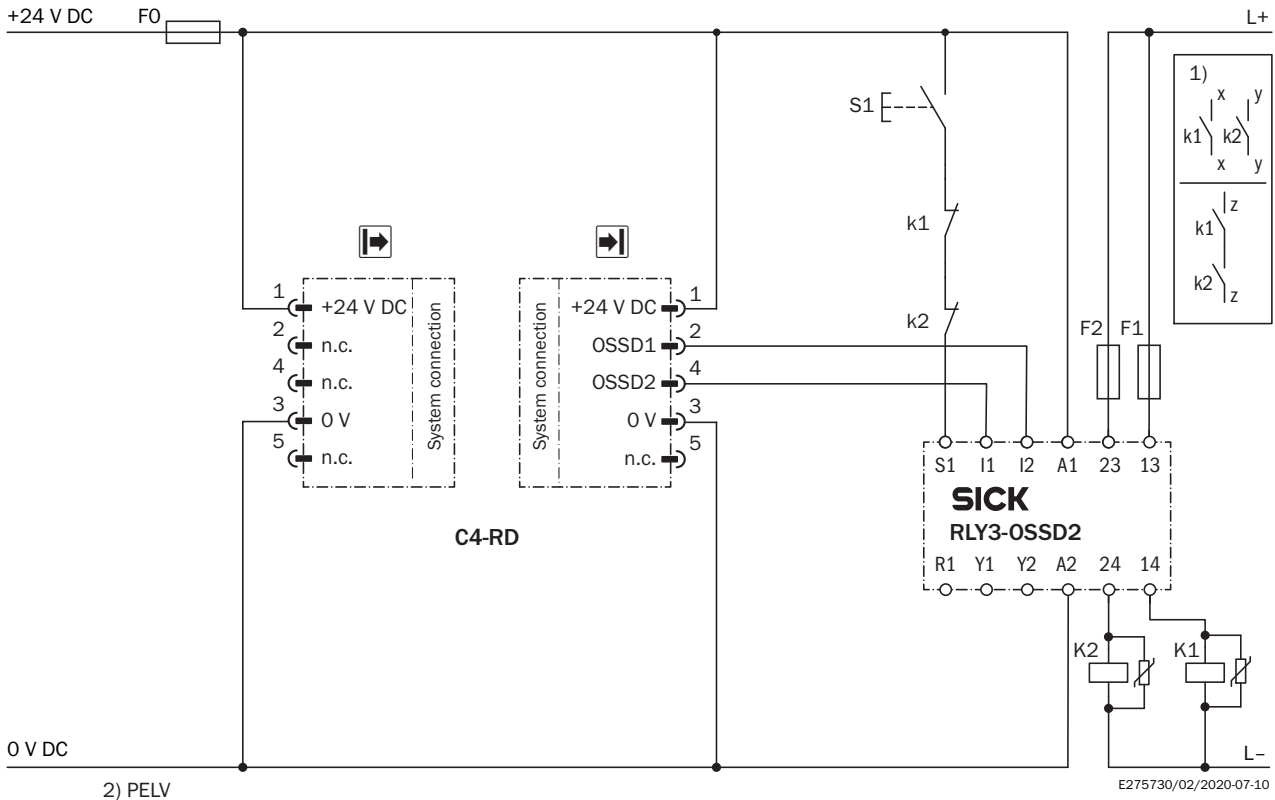 +24 V DC
F0
L+
1)
x y
k1 k2
x y
z
k1
k2
z
S1
k1
k2
F2 F1
1 +24 V DC
2 n.c.
4 n.c.
3 0 V
5 n.c.
System connection
System connection
+24 V DC 1
OSSD1 2
OSSD2 4
0 V 3
n.c. 5
C4-RD
S1 I1 I2 A1 23 13
SICK
RLY3-OSSD2
R1 Y1 Y2 A2 24 14
K2 K1
0 V DC
L–
2) PELV
E275730/02/2020-07-10